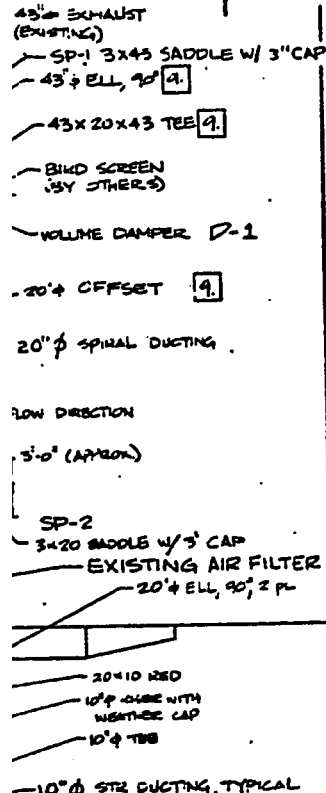 43"φ EXHAUST
(EXISTING)
SP-1 3x43 SADDLE W/ 3" CAP
43"φ ELL, 90° 9.
43x20x43 TEE 9.
BIRD SCREEN
(BY OTHERS)
VOLUME DAMPER D-1
20"φ OFFSET 9.
20"φ SPIRAL DUCTING.
FLOW DIRECTION
3'-0" (APPROX.)
SP-2
3x20 SADDLE W/ 3" CAP
EXISTING AIR FILTER
20"φ ELL, 90°, 2 PL
20x10 RED
10"φ WITH
WEATHER CAP
10"φ TEE
10"φ STR DUCTING, TYPICAL